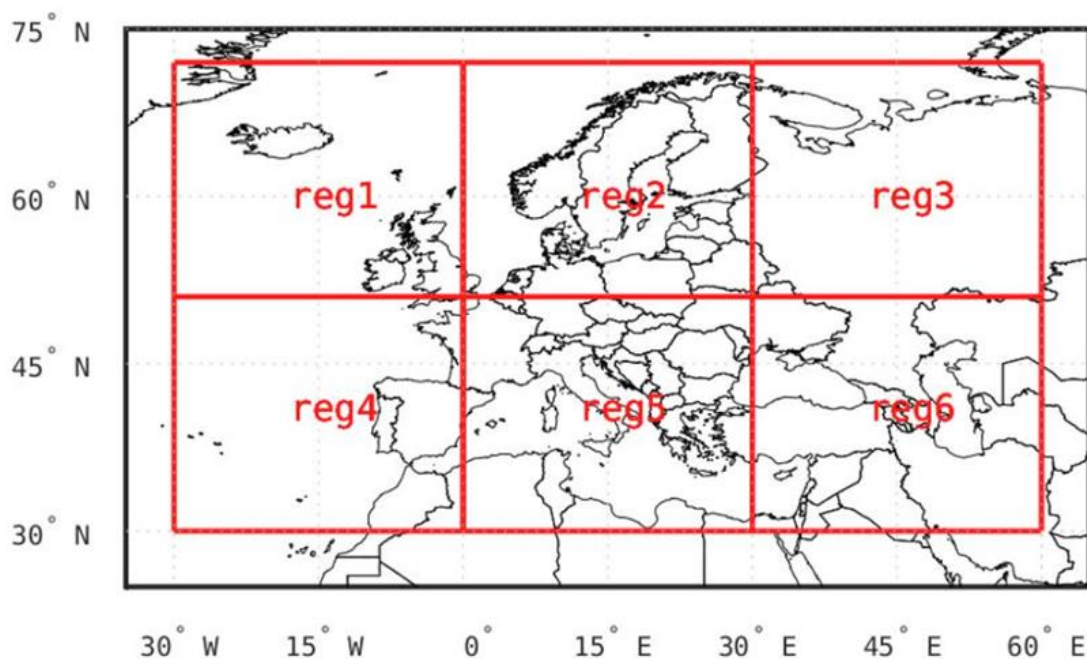 75° N
reg1 reg2 reg3
60° N
45° N
reg4 reg5 reg6
30° N
30° W 15° W 0° 15° E 30° E 45° E 60° E